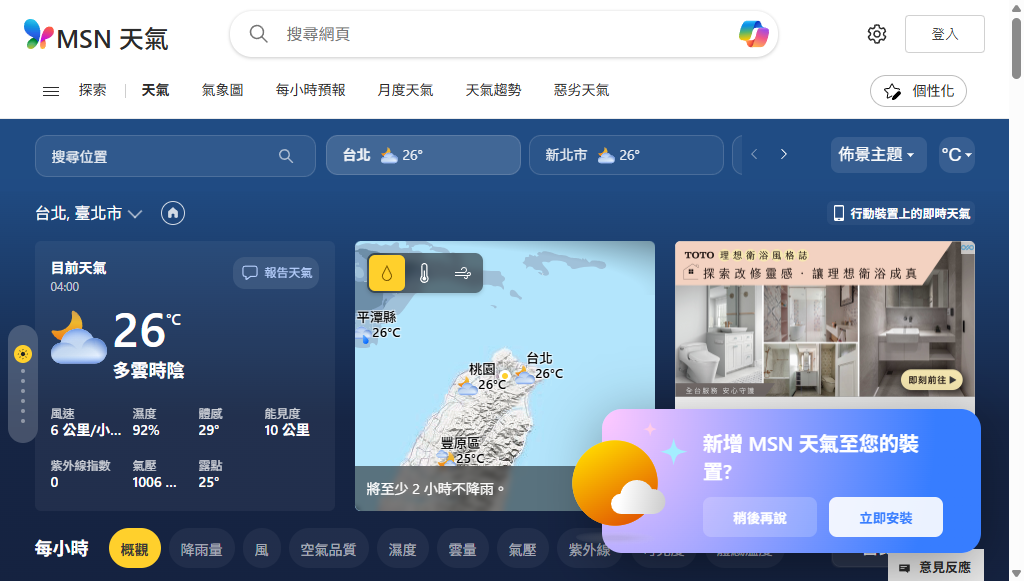 MSN 天氣
搜尋網頁
登入
探索
天氣
氣象圖
每小時預報
月度天氣
天氣趨勢
惡劣天氣
個性化
搜尋位置
台北 26°
新北市 26°
佈景主題
°C
台北, 臺北市
行動裝置上的即時天氣
目前天氣
04:00
報告天氣
26°C
多雲時陰
風速
6 公里/小...
濕度
92%
體感
29°
能見度
10 公里
紫外線指數
0
氣壓
1006 ...
露點
25°
平潭縣
26°C
桃園
26°C
台北
26°C
豐原區
25°C
將至少 2 小時不降雨。
TOTO 理想衛浴風格誌
探索改修靈感．讓理想衛浴成真
即刻前往
全台服務 安心守護
新增 MSN 天氣至您的裝
置?
稍後再說
立即安裝
每小時
概觀
降雨量
風
空氣品質
濕度
雲量
氣壓
紫外線
意見反應